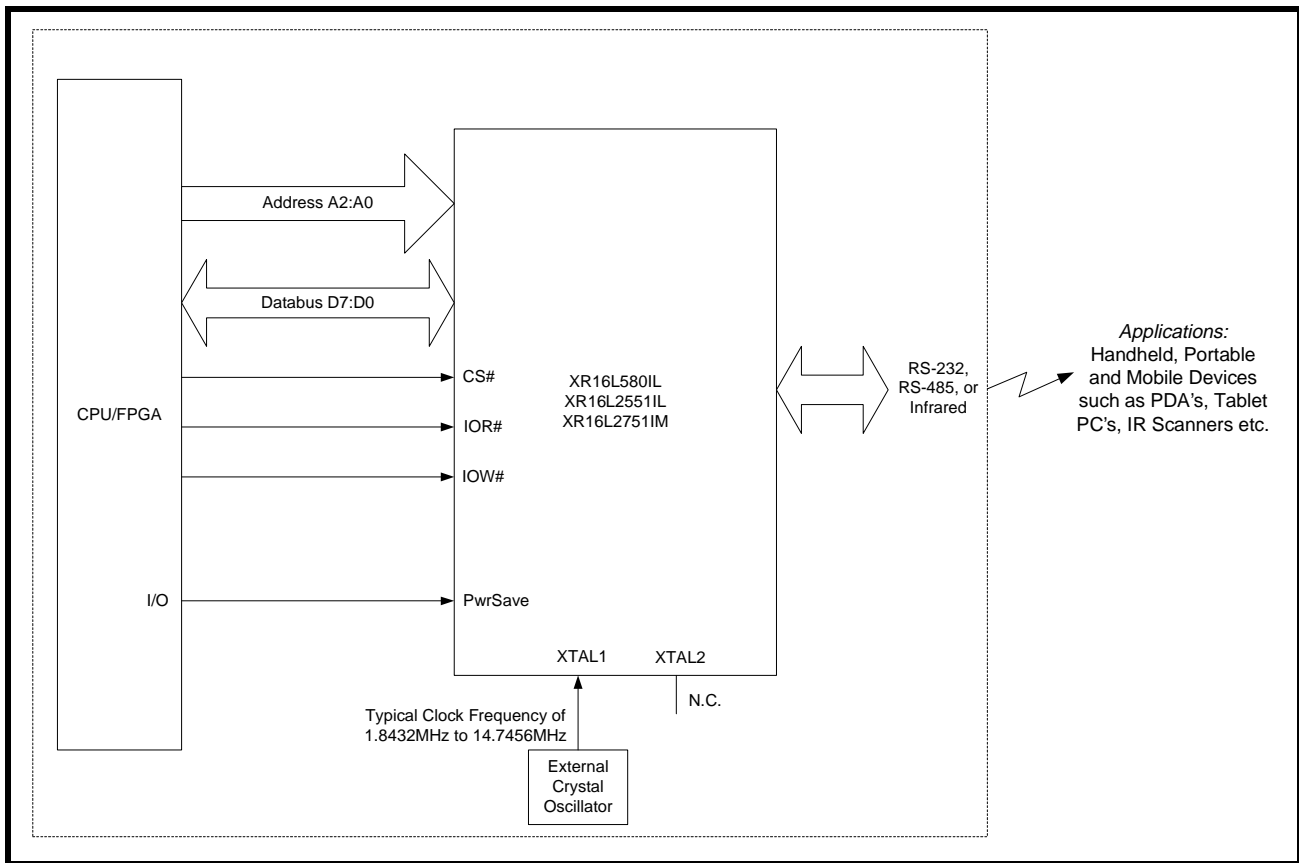 Address A2:A0
Databus D7:D0
CPU/FPGA
CS#
IOR#
IOW#
I/O
PwrSave
XR16L580IL
XR16L2551IL
XR16L2751IM
XTAL1
XTAL2
N.C.
Typical Clock Frequency of
1.8432MHz to 14.7456MHz
External
Crystal
Oscillator
RS-232,
RS-485, or
Infrared
Applications:
Handheld, Portable
and Mobile Devices
such as PDA's, Tablet
PC's, IR Scanners etc.